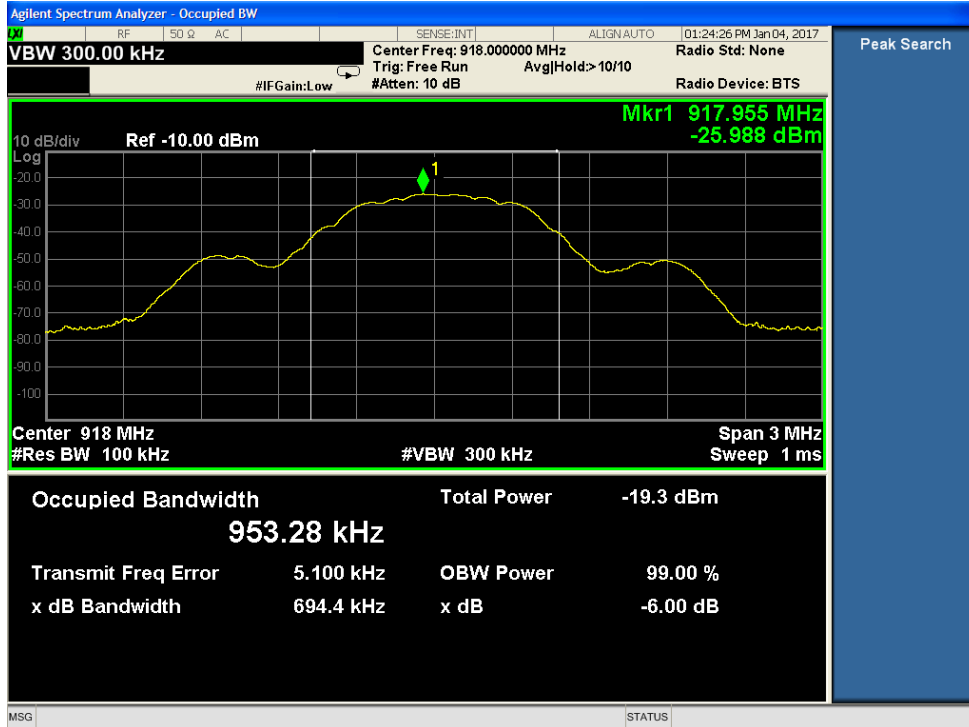 Agilent Spectrum Analyzer - Occupied BW
LXI RF 50 Ω AC SENSE:INT ALIGN AUTO 01:24:26 PM Jan 04, 2017
Peak Search
VBW 300.00 kHz Center Freq: 918.000000 MHz Radio Std: None
Trig: Free Run Avg|Hold:>10/10
#IFGain:Low #Atten: 10 dB Radio Device: BTS
Mkr1 917.955 MHz
-25.988 dBm
10 dB/div Ref -10.00 dBm
Log
1
-20.0
-30.0
-40.0
-50.0
-60.0
-70.0
-80.0
-90.0
-100
Center 918 MHz Span 3 MHz
#Res BW 100 kHz #VBW 300 kHz Sweep 1 ms
Occupied Bandwidth Total Power -19.3 dBm
953.28 kHz
Transmit Freq Error 5.100 kHz OBW Power 99.00 %
x dB Bandwidth 694.4 kHz x dB -6.00 dB
MSG STATUS